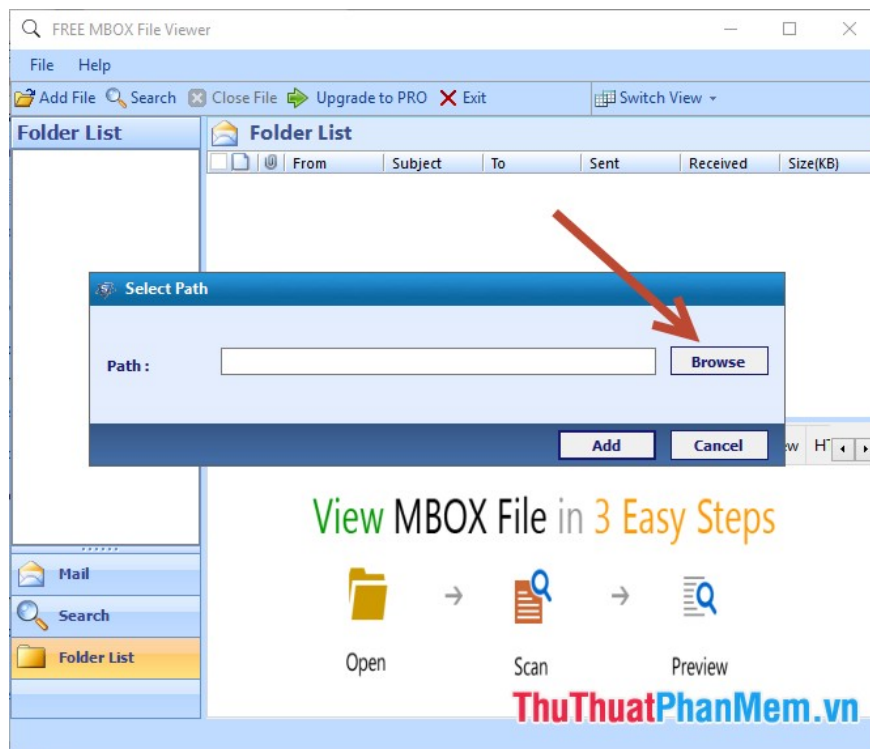 FREE MBOX File Viewer
File Help
Add File Search Close File Upgrade to PRO Exit Switch View
Folder List
Folder List
From Subject To Sent Received Size(KB)
Select Path
Path :
Browse
Add Cancel
View MBOX File in 3 Easy Steps
Mail
Search
Folder List
Open Scan Preview
ThuThuatPhanMem.vn